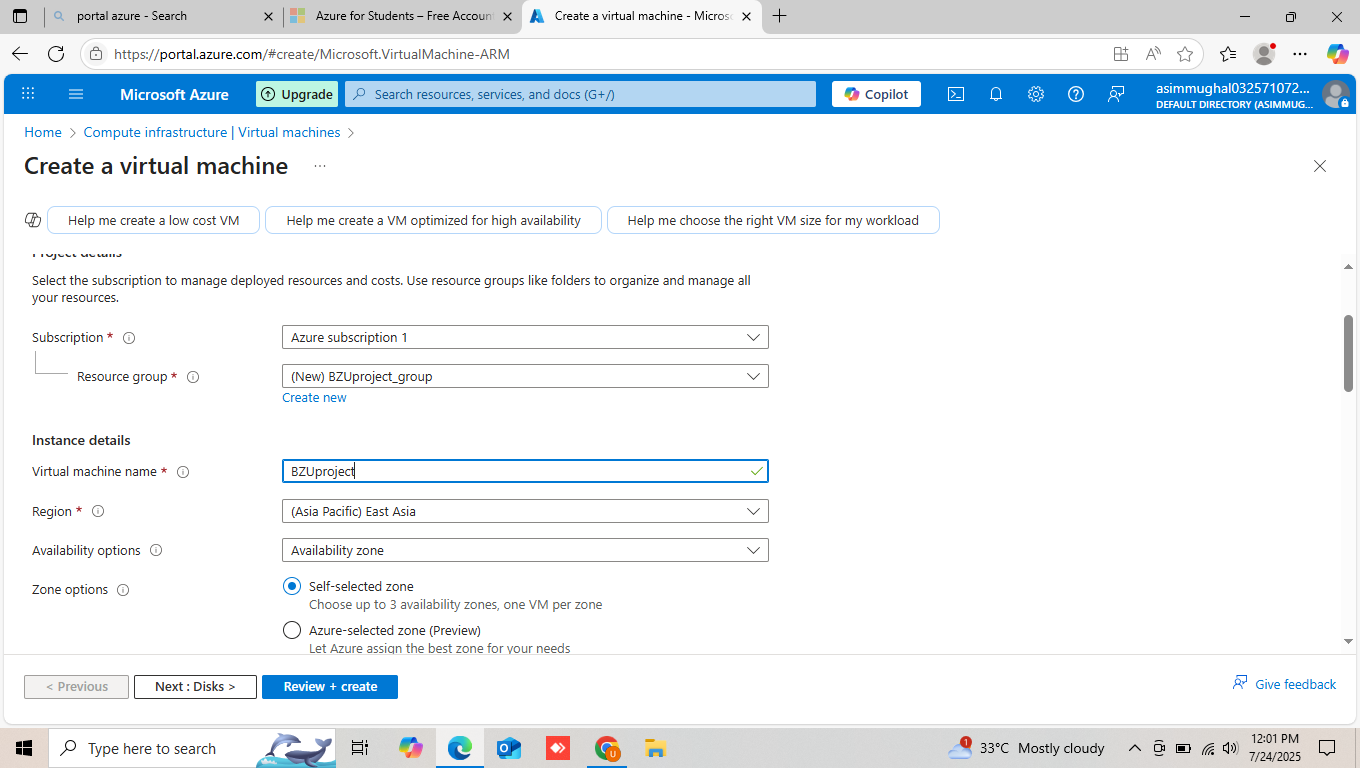 portal azure - Search
Azure for Students – Free Account
Create a virtual machine - Micros
https://portal.azure.com/#create/Microsoft.VirtualMachine-ARM
Microsoft Azure
Upgrade
Search resources, services, and docs (G+/)
Copilot
asimmughal032571072...
DEFAULT DIRECTORY (ASIMMUG...
Home > Compute infrastructure | Virtual machines >
Create a virtual machine ...
Help me create a low cost VM
Help me create a VM optimized for high availability
Help me choose the right VM size for my workload
Project details
Select the subscription to manage deployed resources and costs. Use resource groups like folders to organize and manage all
your resources.
Subscription *
Azure subscription 1
Resource group *
(New) BZUproject_group
Create new
Instance details
Virtual machine name *
BZUproject
Region *
(Asia Pacific) East Asia
Availability options
Availability zone
Zone options
Self-selected zone
Choose up to 3 availability zones, one VM per zone
Azure-selected zone (Preview)
Let Azure assign the best zone for your needs
< Previous
Next : Disks >
Review + create
Give feedback
Type here to search
1
33°C Mostly cloudy
12:01 PM
7/24/2025